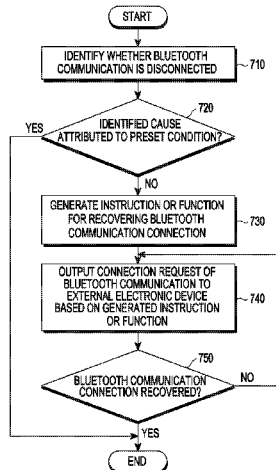 START
IDENTIFY WHETHER BLUETOOTH
COMMUNICATION IS DISCONNECTED
710
720
YES
IDENTIFIED CAUSE
ATTRIBUTED TO PRESET CONDITION?
NO
GENERATE INSTRUCTION OR FUNCTION
FOR RECOVERING BLUETOOTH
COMMUNICATION CONNECTION
730
OUTPUT CONNECTION REQUEST OF
BLUETOOTH COMMUNICATION TO
EXTERNAL ELECTRONIC DEVICE
BASED ON GENERATED INSTRUCTION
OR FUNCTION
740
750
BLUETOOTH COMMUNICATION
CONNECTION RECOVERED?
NO
YES
END